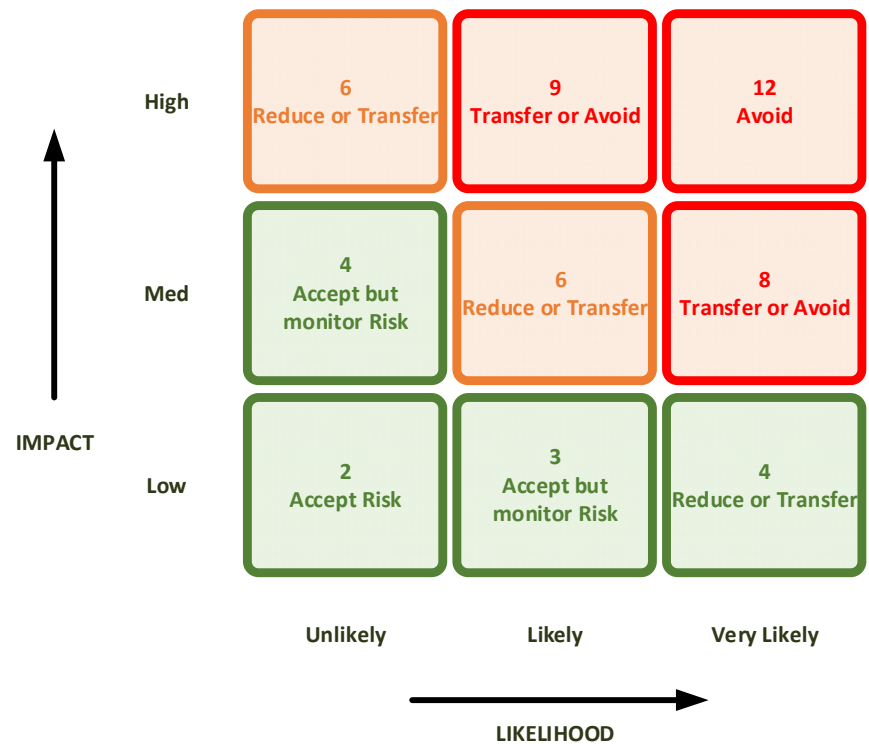 High
6
Reduce or Transfer
9
Transfer or Avoid
12
Avoid
Med
4
Accept but
monitor Risk
6
Reduce or Transfer
8
Transfer or Avoid
IMPACT
Low
2
Accept Risk
3
Accept but
monitor Risk
4
Reduce or Transfer
Unlikely
Likely
Very Likely
LIKELIHOOD